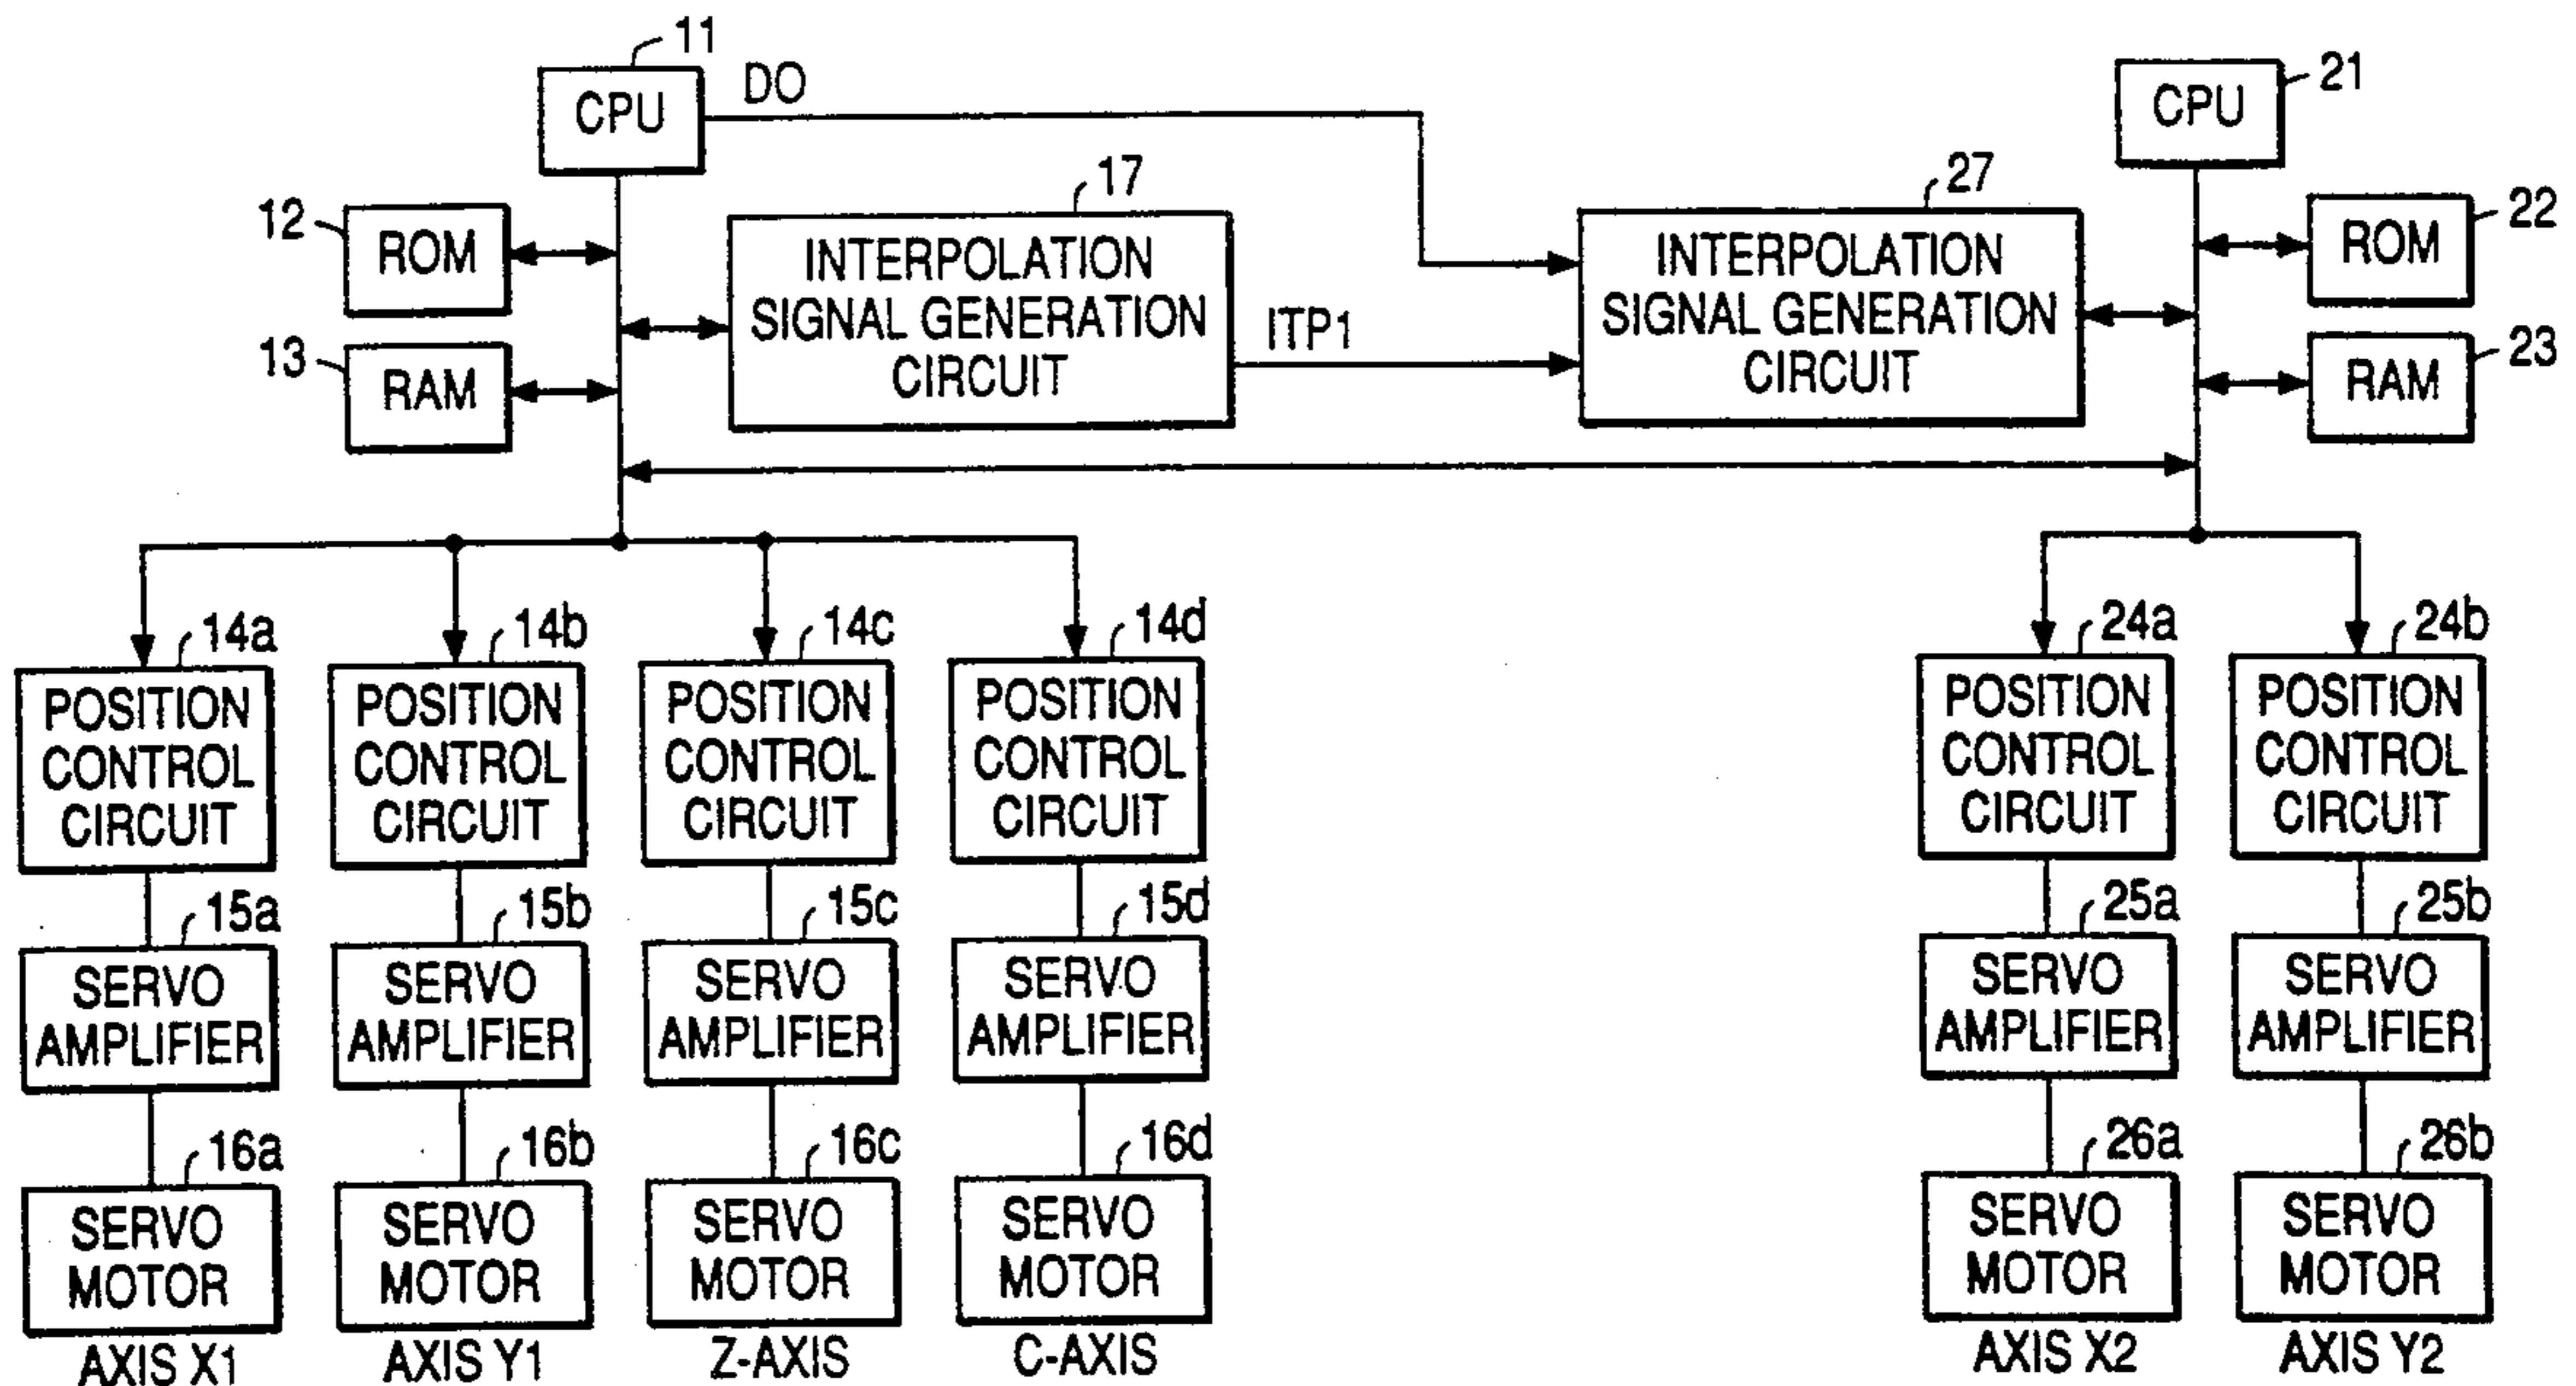 11
CPU
DO
21
CPU
12
ROM
17
INTERPOLATION
SIGNAL GENERATION
CIRCUIT
27
INTERPOLATION
SIGNAL GENERATION
CIRCUIT
22
ROM
13
RAM
ITP1
23
RAM
14a
POSITION
CONTROL
CIRCUIT
14b
POSITION
CONTROL
CIRCUIT
14c
POSITION
CONTROL
CIRCUIT
14d
POSITION
CONTROL
CIRCUIT
24a
POSITION
CONTROL
CIRCUIT
24b
POSITION
CONTROL
CIRCUIT
15a
SERVO
AMPLIFIER
15b
SERVO
AMPLIFIER
15c
SERVO
AMPLIFIER
15d
SERVO
AMPLIFIER
25a
SERVO
AMPLIFIER
25b
SERVO
AMPLIFIER
16a
SERVO
MOTOR
16b
SERVO
MOTOR
16c
SERVO
MOTOR
16d
SERVO
MOTOR
26a
SERVO
MOTOR
26b
SERVO
MOTOR
AXIS X1
AXIS Y1
Z-AXIS
C-AXIS
AXIS X2
AXIS Y2